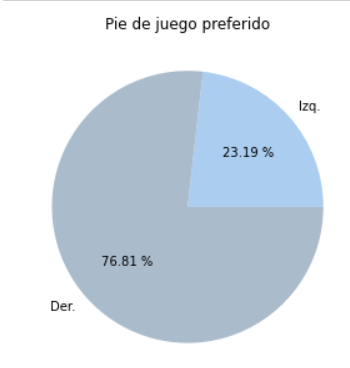 Pie de juego preferido
Izq.
23.19 %
76.81 %
Der.